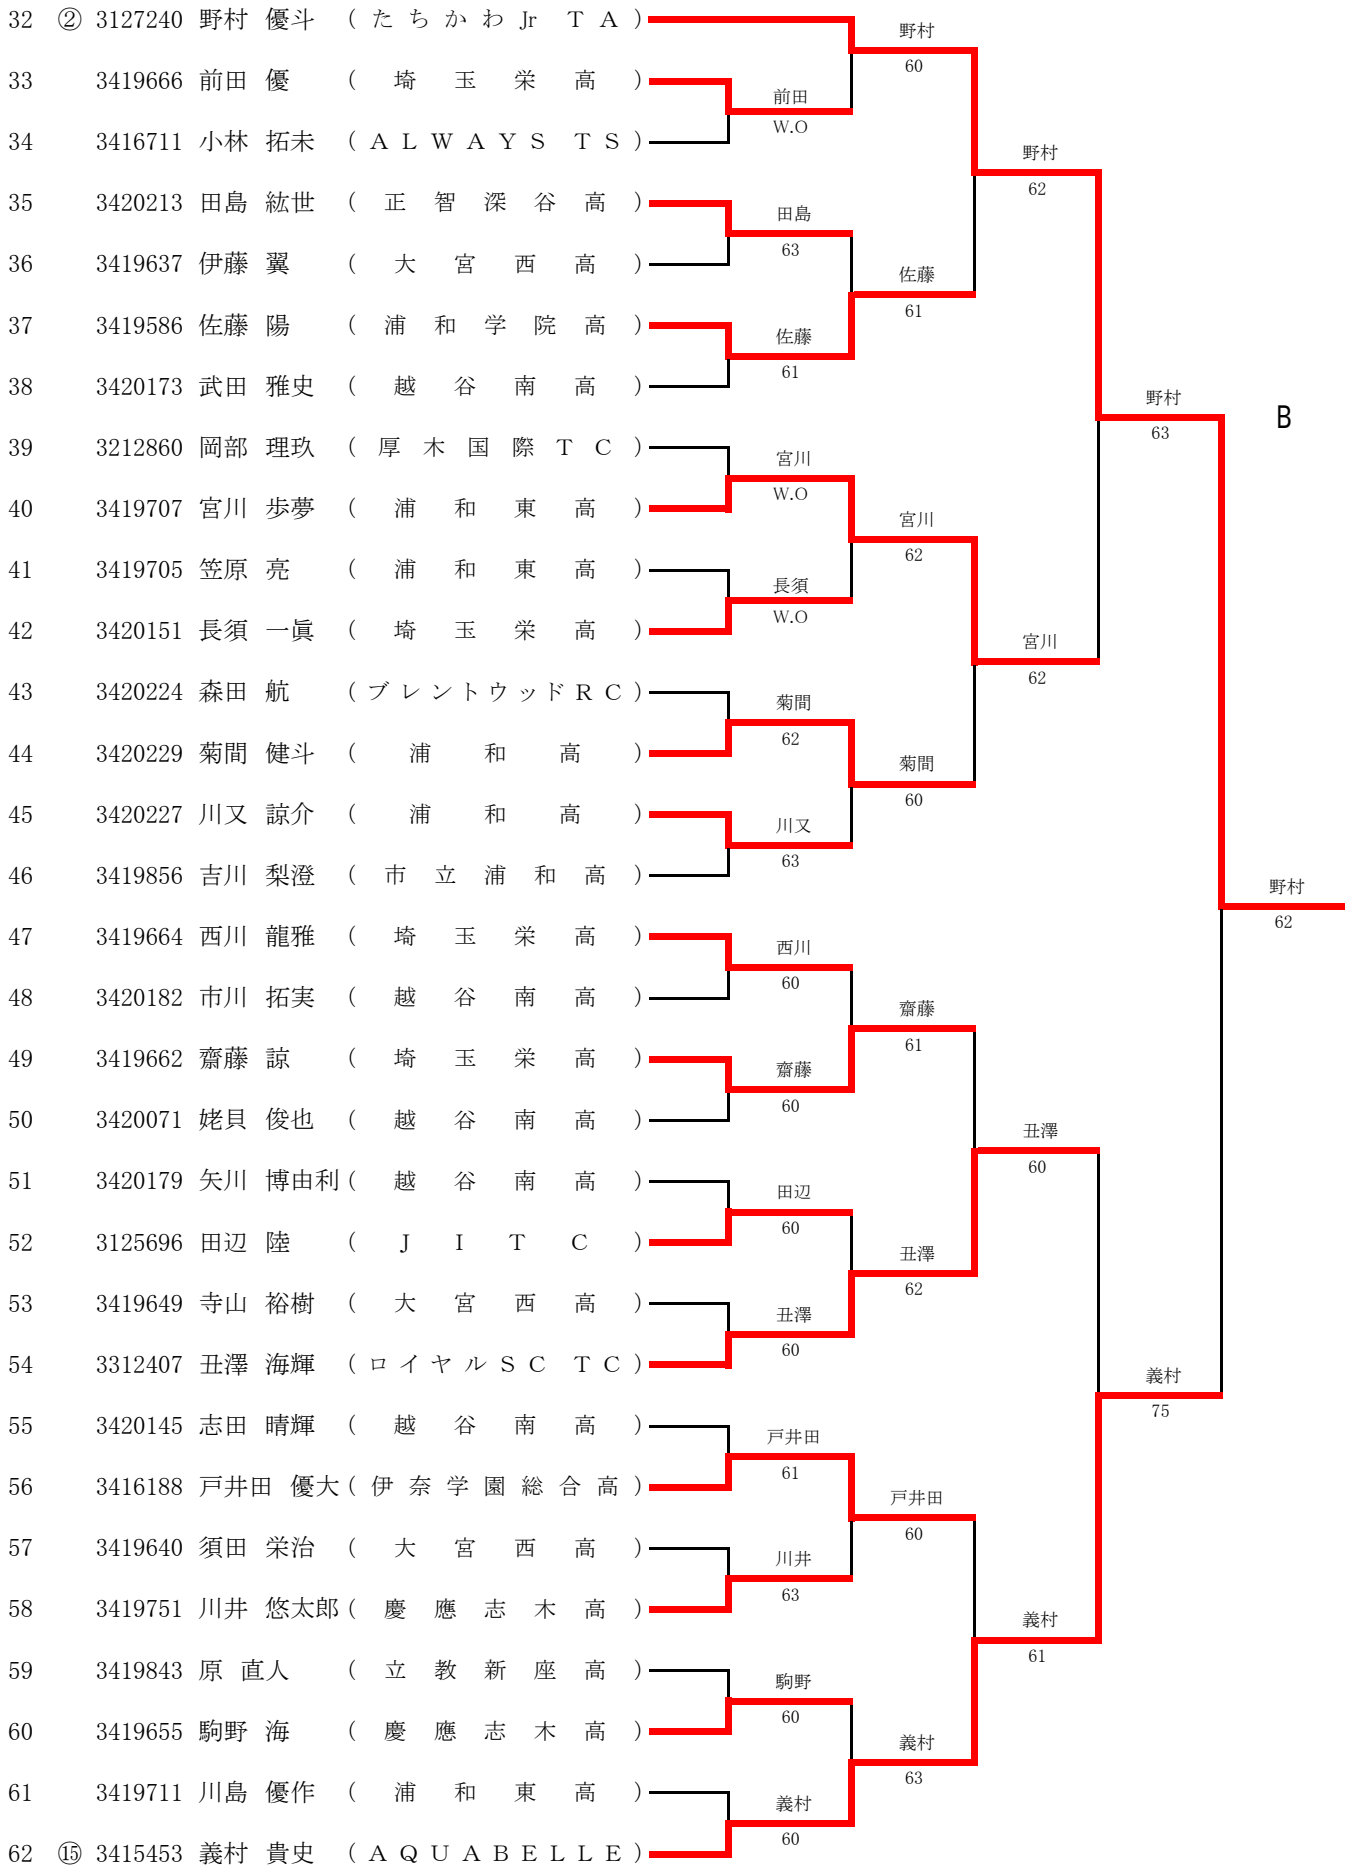 32 ② 3127240 野村 優斗 (たちかわJr TA)
野村
60
33 3419666 前田 優 (埼玉栄高)
前田
W.O
34 3416711 小林 拓未 (ALWAYS TS)
野村
62
35 3420213 田島 紘世 (正智深谷高)
田島
63
36 3419637 伊藤 翼 (大宮西高)
佐藤
61
37 3419586 佐藤 陽 (浦和学院高)
佐藤
61
38 3420173 武田 雅史 (越谷南高)
野村
63
B
39 3212860 岡部 理玖 (厚木国際TC)
宮川
W.O
40 3419707 宮川 歩夢 (浦和東高)
宮川
62
41 3419705 笠原 亮 (浦和東高)
長須
W.O
42 3420151 長須 一眞 (埼玉栄高)
宮川
62
43 3420224 森田 航 (ブレントウッドRC)
菊間
62
44 3420229 菊間 健斗 (浦和高)
菊間
60
45 3420227 川又 諒介 (浦和高)
川又
63
46 3419856 吉川 梨澄 (市立浦和高)
野村
62
47 3419664 西川 龍雅 (埼玉栄高)
西川
60
48 3420182 市川 拓実 (越谷南高)
齋藤
61
49 3419662 齋藤 諒 (埼玉栄高)
齋藤
60
50 3420071 姥貝 俊也 (越谷南高)
丑澤
60
51 3420179 矢川 博由利 (越谷南高)
田辺
60
52 3125696 田辺 陸 (JITC)
丑澤
62
53 3419649 寺山 裕樹 (大宮西高)
丑澤
60
54 3312407 丑澤 海輝 (ロイヤルSC TC)
義村
75
55 3420145 志田 晴輝 (越谷南高)
戸井田
61
56 3416188 戸井田 優大 (伊奈学園総合高)
戸井田
60
57 3419640 須田 栄治 (大宮西高)
川井
63
58 3419751 川井 悠太郎 (慶應志木高)
義村
61
59 3419843 原 直人 (立教新座高)
駒野
60
60 3419655 駒野 海 (慶應志木高)
義村
63
61 3419711 川島 優作 (浦和東高)
義村
60
62 ⑮ 3415453 義村 貴史 (AQUABELLE)